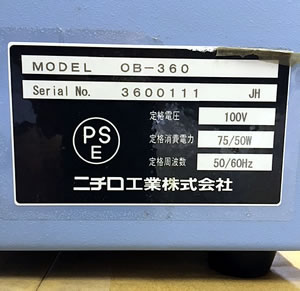 MODEL OB-360
Serial No. 3600111 JH
PSE
定格電圧 100V
定格消費電力 75/50W
定格周波数 50/60Hz
ニチロ工業株式会社